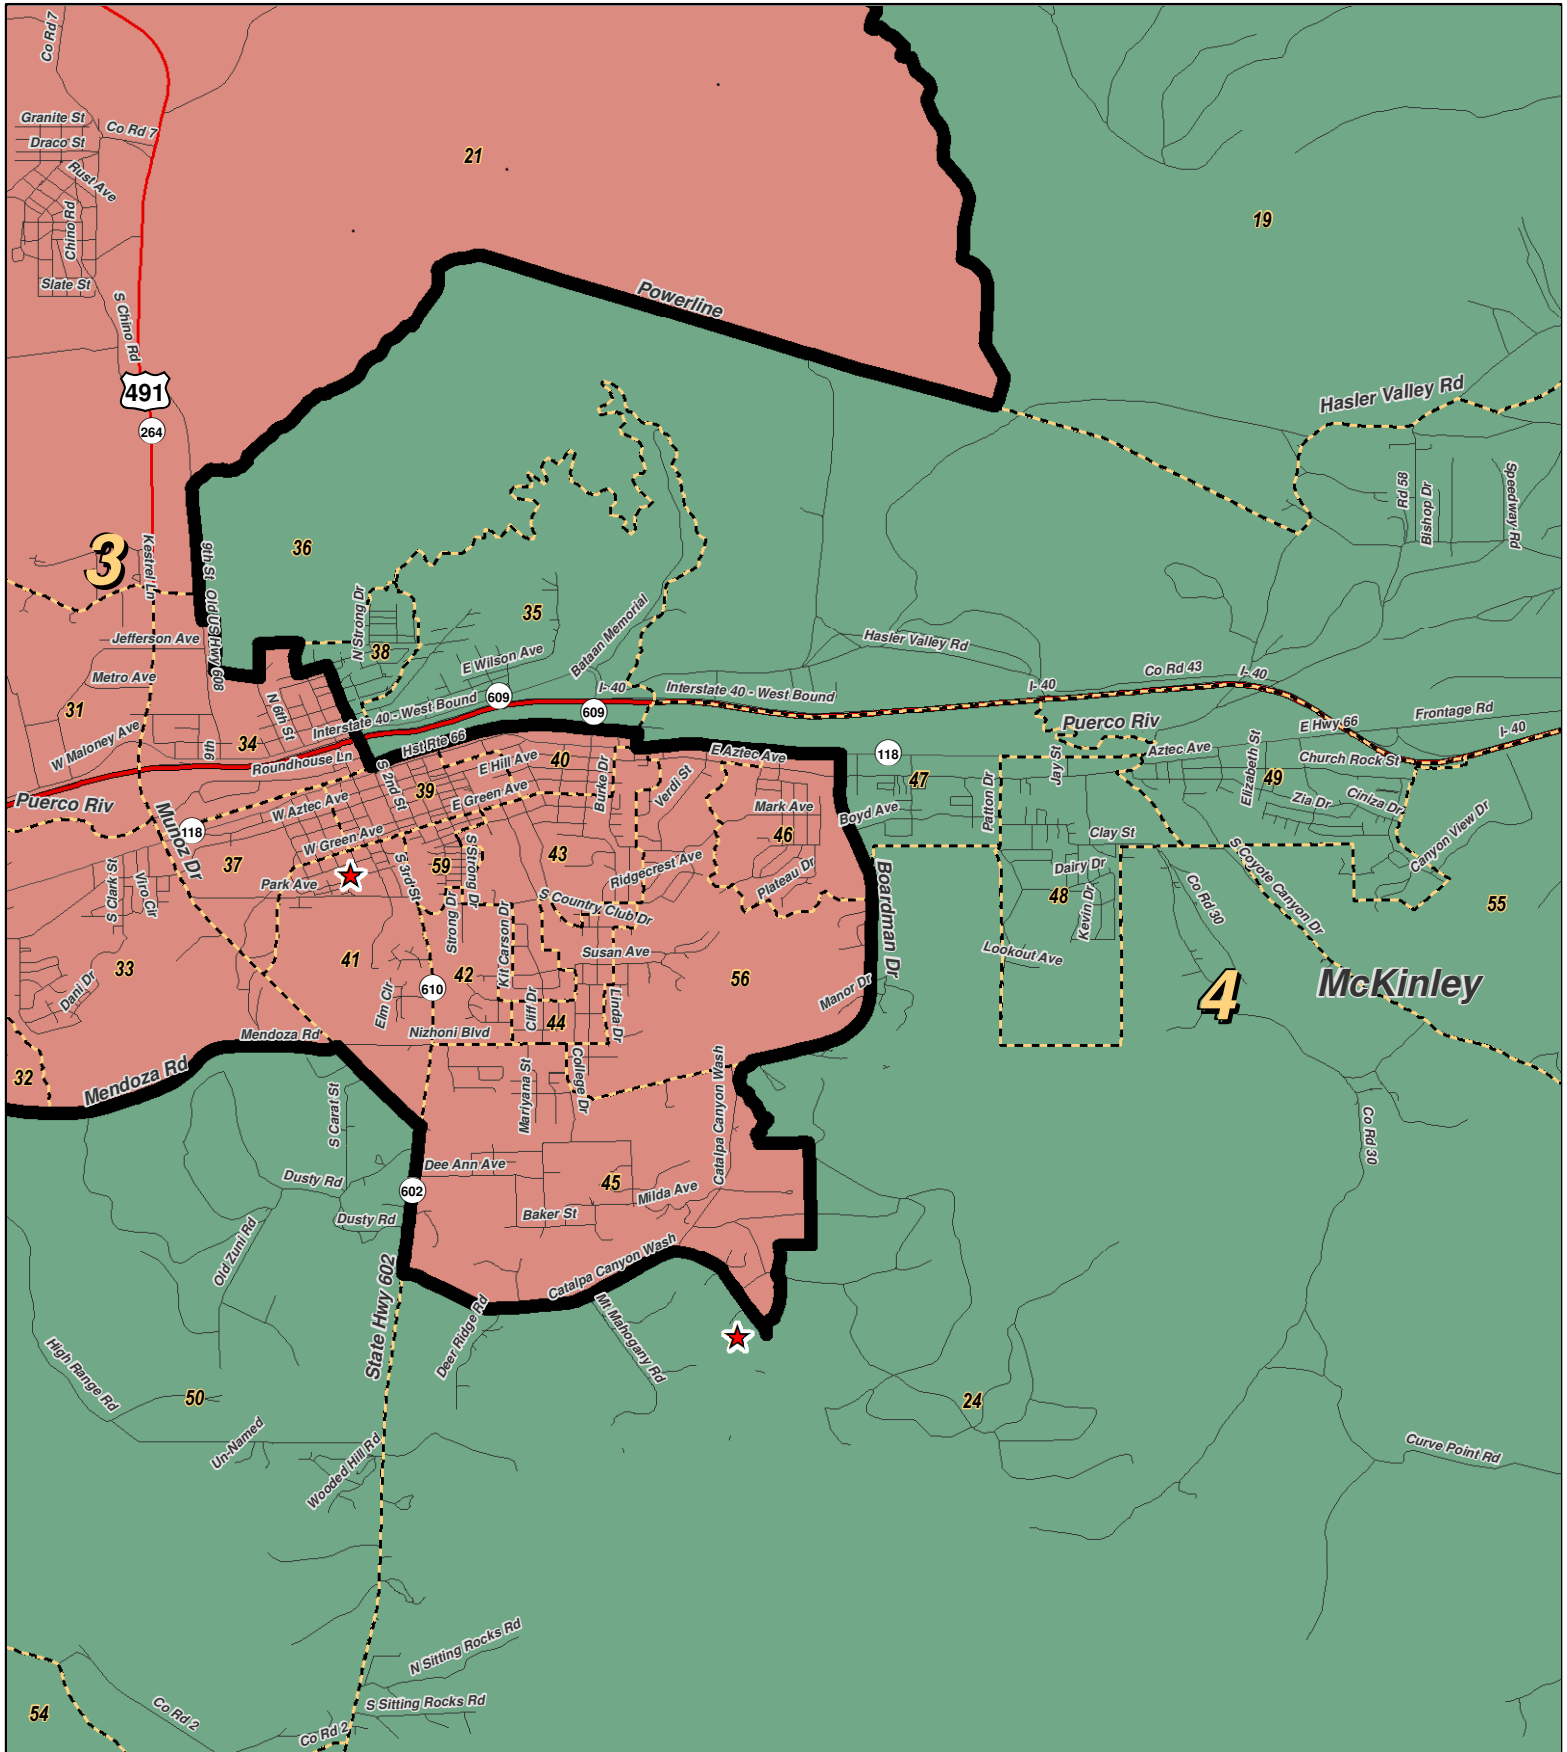 Co Rd 7
Granite St
Co Rd 7
Draco St
21
Rust Ave
19
Chino Rd
Slate St
Powerline
S Chino Rd
491
Hasler Valley Rd
264
Rd 58
Bishop Dr
Speedway Rd
3
36
Kestrel Ln
9th St
Old US Hwy 608
N Strong Dr
35
Bataan Memorial
Jefferson Ave
38
Hasler Valley Rd
E Wilson Ave
Metro Ave
Co Rd 43
I- 40
I- 40
I- 40
609
Interstate 40 - West Bound
31
N 6th St
Interstate 40 - West Bound
609
Puerco Riv
E Hwy 66
Frontage Rd
I- 40
W Maloney Ave
34
9th
Hst Rte 66
Roundhouse Ln
E Aztec Ave
118
Aztec Ave
Jay St
Elizabeth St
Church Rock St
E Hill Ave
40
S 2nd St
39
Burke Dr
Verdi St
47
Patton Dr
49
Puerco Riv
W Aztec Ave
E Green Ave
Mark Ave
Boyd Ave
Zia Dr
Ciniza Dr
Munoz Dr
118
W Green Ave
46
Clay St
Canyon View Dr
37
S 3rd St
59
S Strong Dr
43
Ridgecrest Ave
Plateau Dr
Dairy Dr
S Coyote Canyon Dr
S Clark St
Viro Cir
Park Ave
Boardman Dr
48
Kevin Dr
Co Rd 30
55
S Country Club Dr
Strong Dr
Kit Carson Dr
33
41
42
Susan Ave
56
Lookout Ave
4
McKinley
Dani Dr
Elm Cir
610
Cliff Dr
Linda Dr
Manor Dr
44
Mendoza Rd
Nizhoni Blvd
32
Mendoza Rd
S Carat St
Mariyana St
College Dr
Catalpa Canyon Wash
Co Rd 30
Dusty Rd
Dee Ann Ave
602
45
Milda Ave
Dusty Rd
Baker St
Old Zuni Rd
Catalpa Canyon Wash
State Hwy 602
Deer Ridge Rd
Mt Mahogany Rd
High Range Rd
50
24
Un-Named
Wooded Hill Rd
Curve Point Rd
N Sitting Rocks Rd
54
Co Rd 2
S Sitting Rocks Rd
Co Rd 2